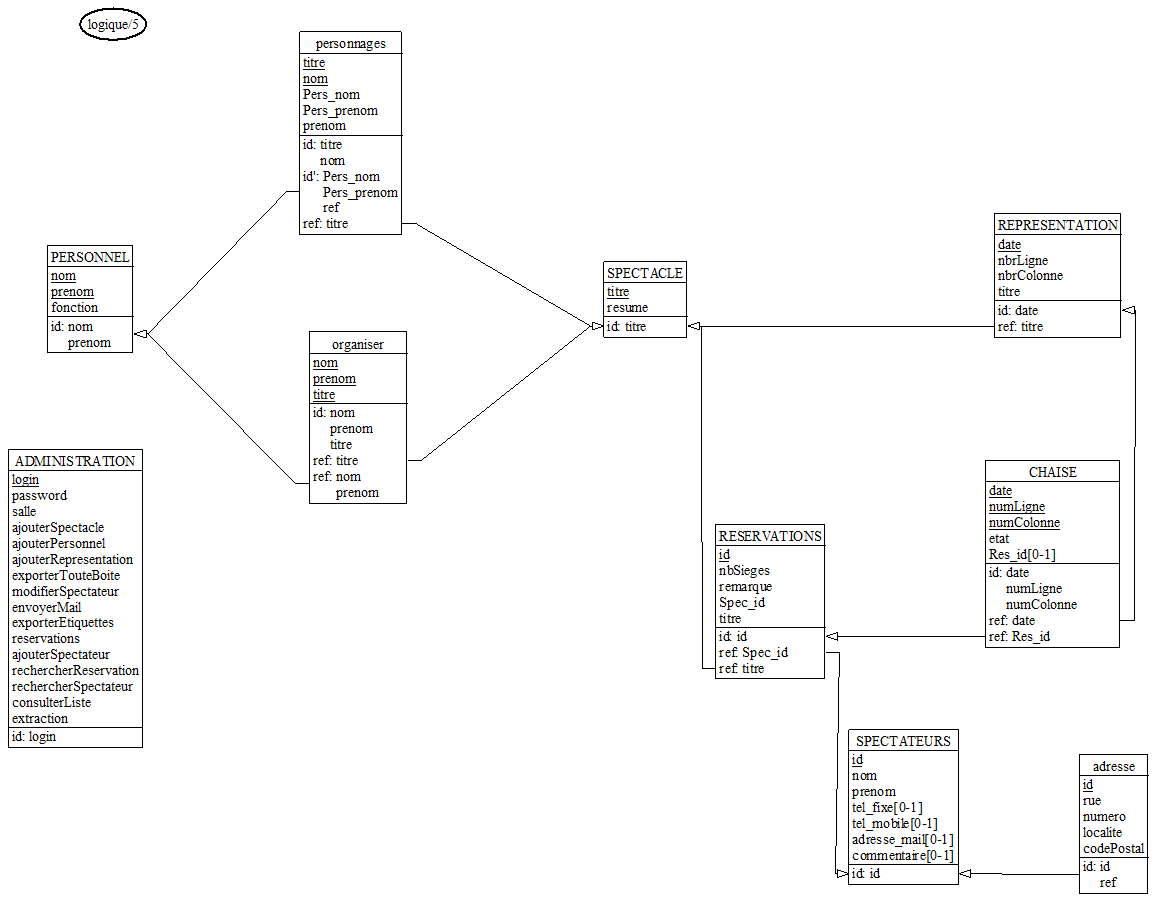 logique/5
personnages
titre
nom
Pers_nom
Pers_prenom
prenom
id: titre
nom
id': Pers_nom
Pers_prenom
ref
ref: titre
PERSONNEL
nom
prenom
fonction
id: nom
prenom
organiser
nom
prenom
titre
id: nom
prenom
titre
ref: titre
ref: nom
prenom
SPECTACLE
titre
resume
id: titre
REPRESENTATION
date
nbrLigne
nbrColonne
titre
id: date
ref: titre
ADMINISTRATION
login
password
salle
ajouterSpectacle
ajouterPersonnel
ajouterRepresentation
exporterTouteBoite
modifierSpectateur
envoyerMail
exporterEtiquettes
reservations
ajouterSpectateur
rechercherReservation
rechercherSpectateur
consulterListe
extraction
id: login
RESERVATIONS
id
nbSieges
remarque
Spec_id
titre
id: id
ref: Spec_id
ref: titre
CHAISE
date
numLigne
numColonne
etat
Res_id[0-1]
id: date
numLigne
numColonne
ref: date
ref: Res_id
SPECTATEURS
id
nom
prenom
tel_fixe[0-1]
tel_mobile[0-1]
adresse_mail[0-1]
commentaire[0-1]
id: id
adresse
id
rue
numero
localite
codePostal
id: id
ref